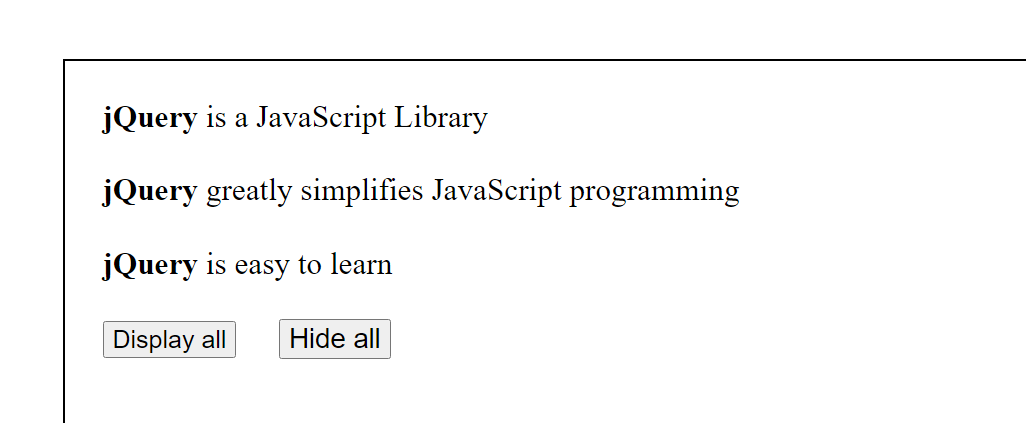 jQuery is a JavaScript Library
jQuery greatly simplifies JavaScript programming
jQuery is easy to learn
Display all Hide all